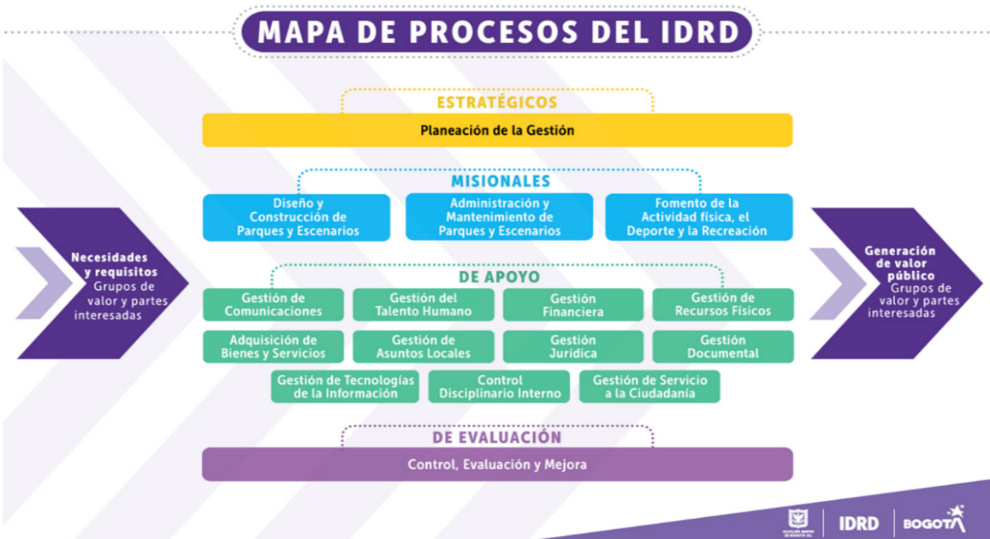 MAPA DE PROCESOS DEL IDRD
ESTRATÉGICOS
Planeación de la Gestión
MISIONALES
Diseño y
Construcción de
Parques y Escenarios
Administración y
Mantenimiento de
Parques y Escenarios
Fomento de la
Actividad física, el
Deporte y la Recreación
Necesidades
y requisitos
Grupos de
valor y partes
interesadas
DE APOYO
Gestión de
Comunicaciones
Gestión del
Talento Humano
Gestión
Financiera
Gestión de
Recursos Físicos
Adquisición de
Bienes y Servicios
Gestión de
Asuntos Locales
Gestión
Jurídica
Gestión
Documental
Gestión de Tecnologías
de la Información
Control
Disciplinario Interno
Gestión de Servicio
a la Ciudadanía
Generación
de valor
público
Grupos de
valor y partes
interesadas
DE EVALUACIÓN
Control, Evaluación y Mejora
ALCALDÍA MAYOR
DE BOGOTÁ D.C.
IDRD
BOGOTÁ